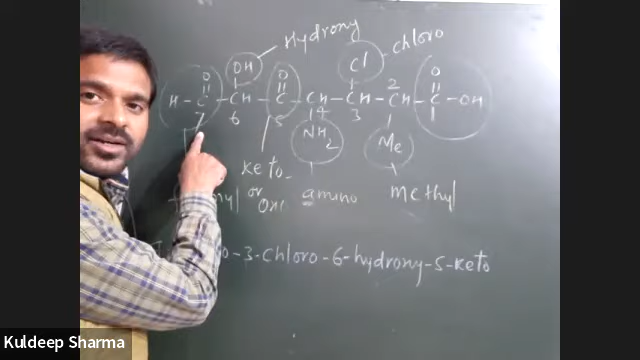 Hydroxy
chloro
O OH O Cl 2 O
H - C - CH - C - CH - CH - CH - C - OH
7 6 5 4 3 1
NH2 Me
keto
or
oxi
amino
methyl
-3-chloro-6-hydroxy-5-keto
Kuldeep Sharma